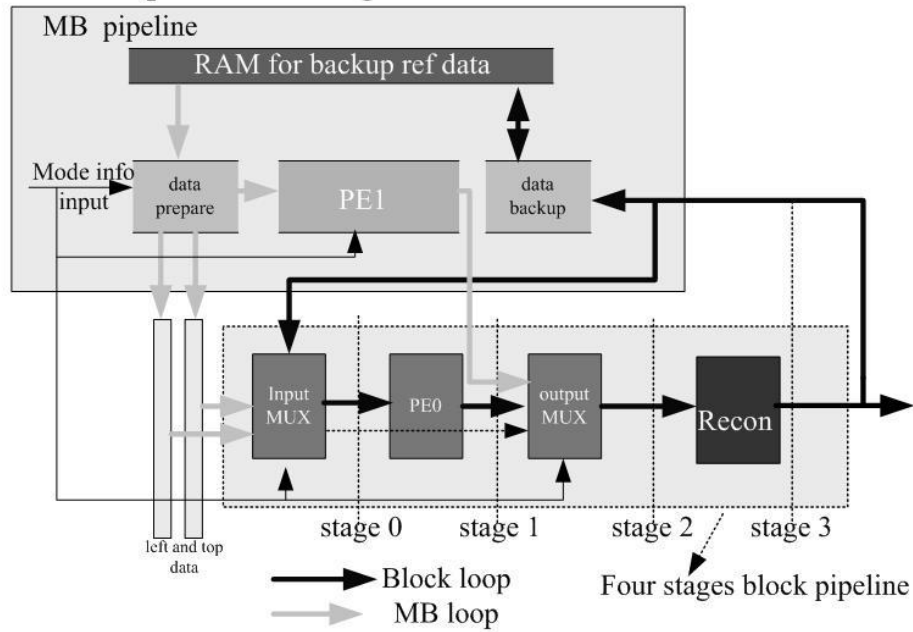 MB pipeline
RAM for backup ref data
Mode info
input
data
prepare
PE1
data
backup
Input
MUX
PE0
output
MUX
Recon
stage 0
stage 1
stage 2
stage 3
left and top
data
Block loop
MB loop
Four stages block pipeline